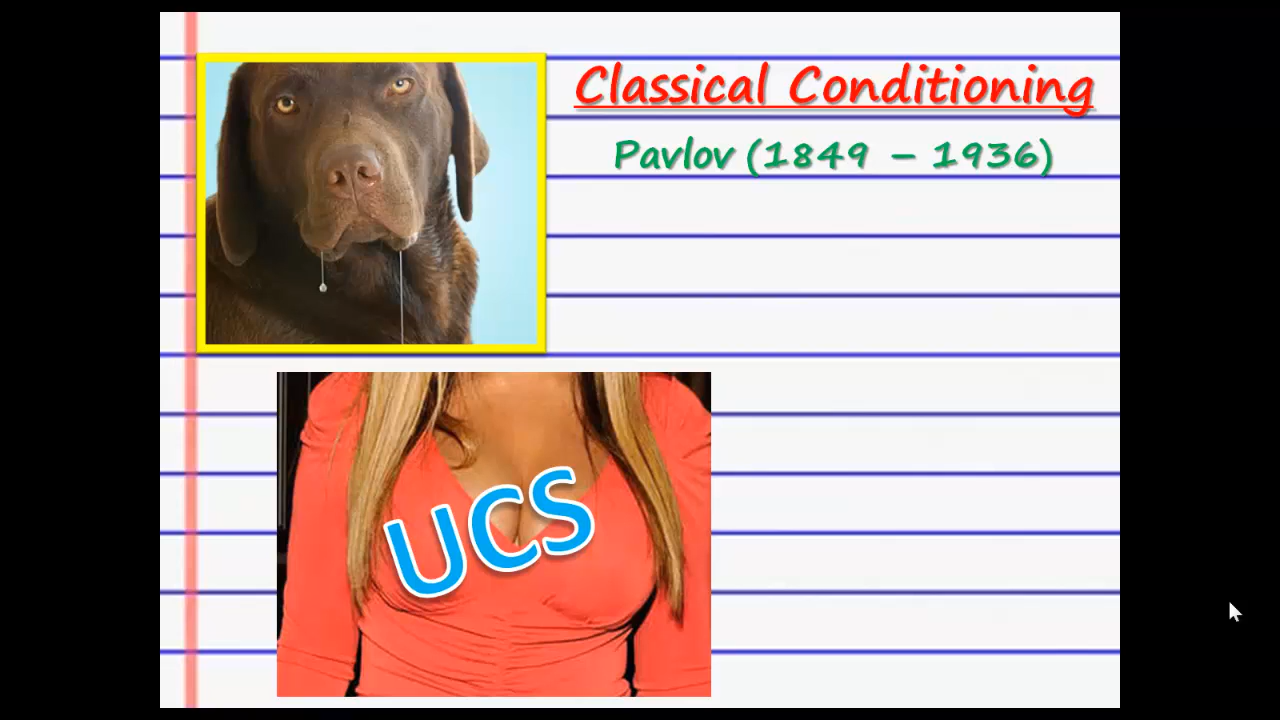 Classical Conditioning
Pavlov (1849 – 1936)
UCS